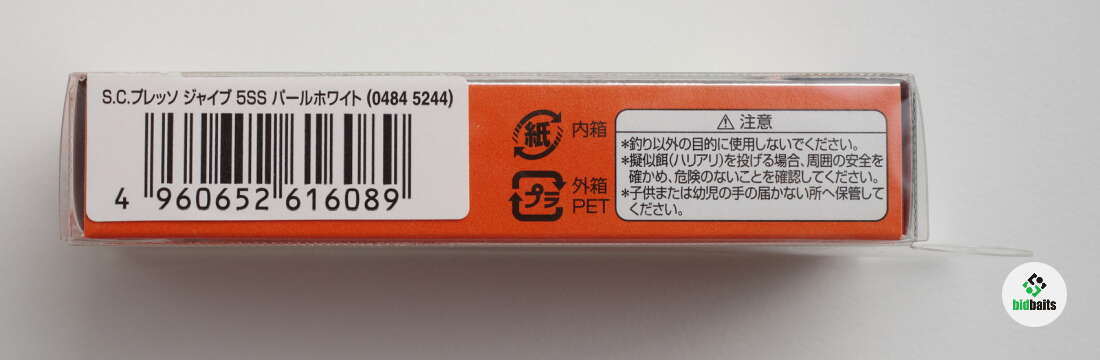 S.C.プレッソ ジャイブ 5SS パールホワイト (0484 5244)
4 960652 616089
紙 内箱
プラ 外箱
PET
⚠ 注意
*釣り以外の目的に使用しないでください。
*擬似餌(ハリアリ)を投げる場合、周囲の安全を
確かめ、危険のないことを確認してください。
*子供または幼児の手の届かない所へ保管して
ください。
bidbaits